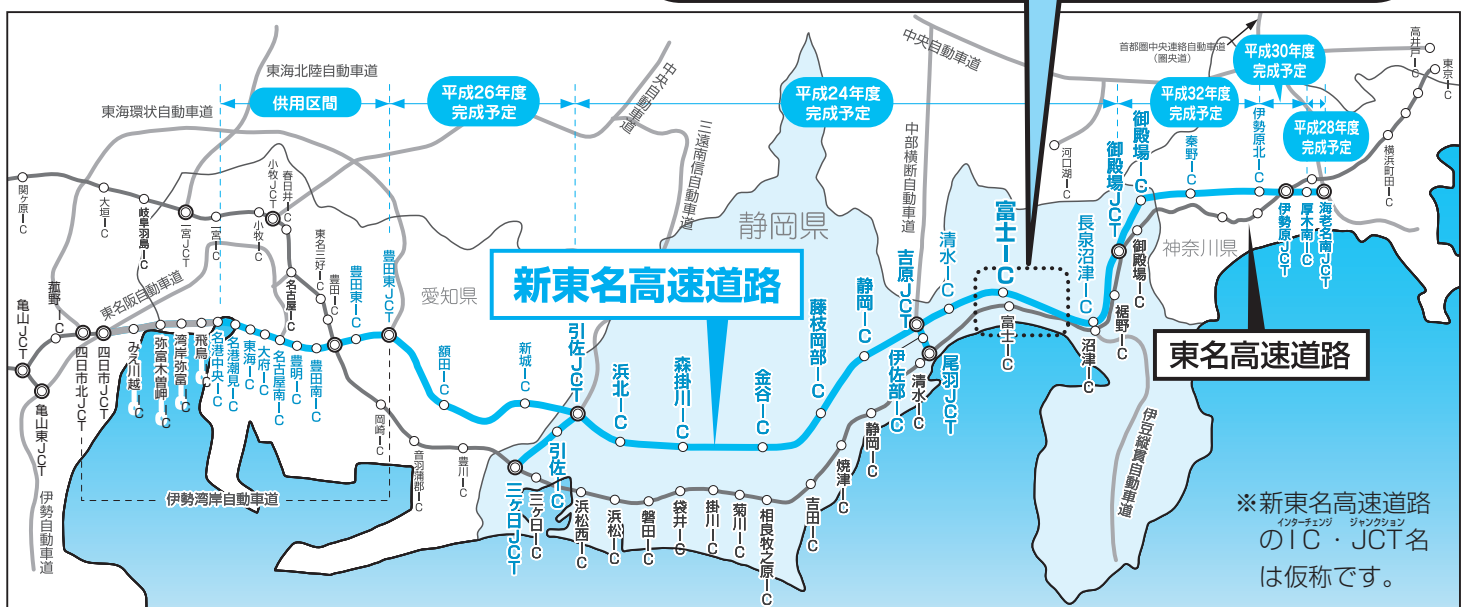 東海北陸自動車道
東海環状自動車道
供用区間
平成26年度
完成予定
中央自動車道
三遠南信自動車道
平成24年度
完成予定
中央自動車道
中部横断自動車道
首都圏中央連絡自動車道
(圏央道)
平成30年度
完成予定
平成32年度
完成予定
平成28年度
完成予定
高井戸IC
東京IC
横浜町田IC
関ヶ原IC
大垣IC
岐阜羽島IC
一宮JCT
一宮IC
小牧JCT
小牧IC
春日井IC
名古屋IC
東名三好IC
豊田IC
豊田東IC
豊田東JCT
愛知県
静岡県
神奈川県
新東名高速道路
東名高速道路
東名阪自動車道
亀山JCT
亀山東JCT
菰野IC
四日市北JCT
四日市JCT
みえ川越IC
弥富木曽岬IC
湾岸弥富IC
飛島IC
名港中央IC
名港潮見IC
東海IC
大府IC
名古屋南IC
豊明IC
豊田南IC
伊勢湾岸自動車道
伊勢自動車道
岡崎IC
音羽蒲郡IC
豊川IC
額田IC
新城IC
引佐JCT
引佐IC
三ヶ日JCT
三ヶ日IC
浜北IC
森掛川IC
金谷IC
藤枝岡部IC
静岡IC
伊佐部IC
吉原JCT
清水IC
尾羽JCT
富士IC
長泉沼津IC
御殿場JCT
御殿場IC
秦野IC
伊勢原北IC
伊勢原JCT
厚木南IC
海老名南JCT
河口湖IC
浜松西IC
浜松IC
磐田IC
袋井IC
掛川IC
菊川IC
相良牧之原IC
吉田IC
焼津IC
静岡IC
清水IC
富士IC
沼津IC
裾野IC
御殿場IC
伊豆縦貫自動車道
※新東名高速道路
インターチェンジ ジャンクション
のIC・JCT名
は仮称です。